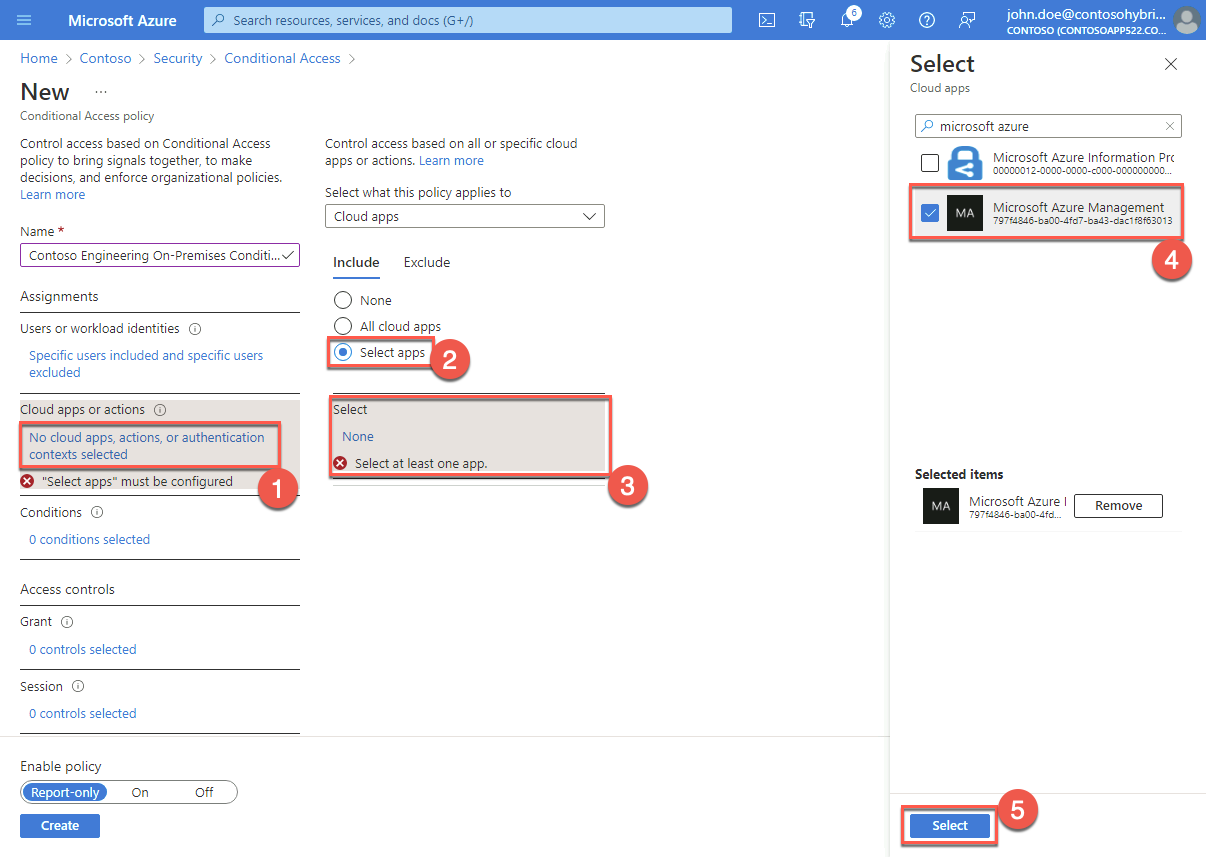 Microsoft Azure
Search resources, services, and docs (G+/)
6
john.doe@contosohybri...
CONTOSO (CONTOSOAPP522.CO...
Home > Contoso > Security > Conditional Access >
New ...
Conditional Access policy
Control access based on Conditional Access
policy to bring signals together, to make
decisions, and enforce organizational policies.
Learn more
Name *
Contoso Engineering On-Premises Conditi...
Assignments
Users or workload identities
Specific users included and specific users
excluded
Cloud apps or actions
No cloud apps, actions, or authentication
contexts selected
1
"Select apps" must be configured
Conditions
0 conditions selected
Access controls
Grant
0 controls selected
Session
0 controls selected
Enable policy
Report-only On Off
Create
Control access based on all or specific cloud
apps or actions. Learn more
Select what this policy applies to
Cloud apps
Include Exclude
None
All cloud apps
Select apps
2
Select
None
Select at least one app.
3
Select
Cloud apps
microsoft azure
Microsoft Azure Information Prc
00000012-0000-0000-c000-000000000...
MA
Microsoft Azure Management
797f4846-ba00-4fd7-ba43-dac1f8f63013
4
Selected items
MA
Microsoft Azure
797f4846-ba00-4fd...
Remove
Select
5